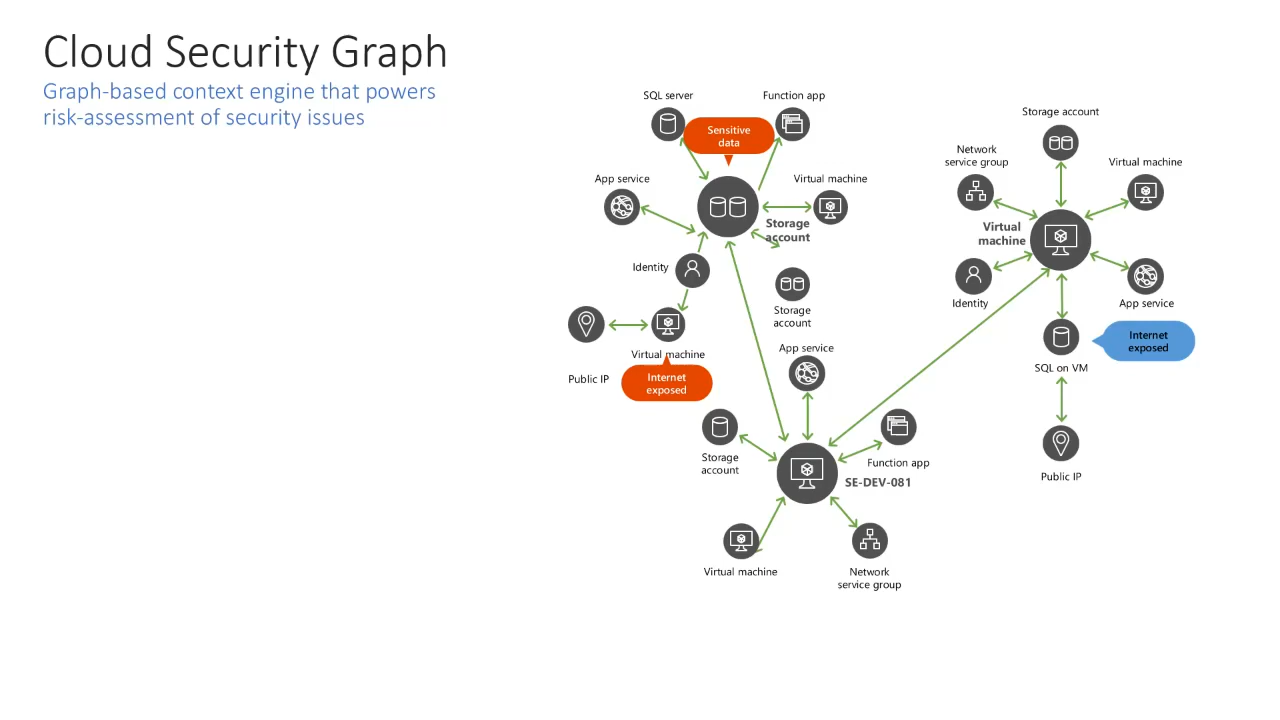 Cloud Security Graph
Graph-based context engine that powers
risk-assessment of security issues
SQL server
Function app
Sensitive
data
App service
Virtual machine
Storage
account
Identity
Storage
account
Virtual machine
Public IP
Internet
exposed
App service
Storage
account
Function app
SE-DEV-081
Virtual machine
Network
service group
Storage account
Network
service group
Virtual machine
Virtual
machine
Identity
App service
Internet
exposed
SQL on VM
Public IP